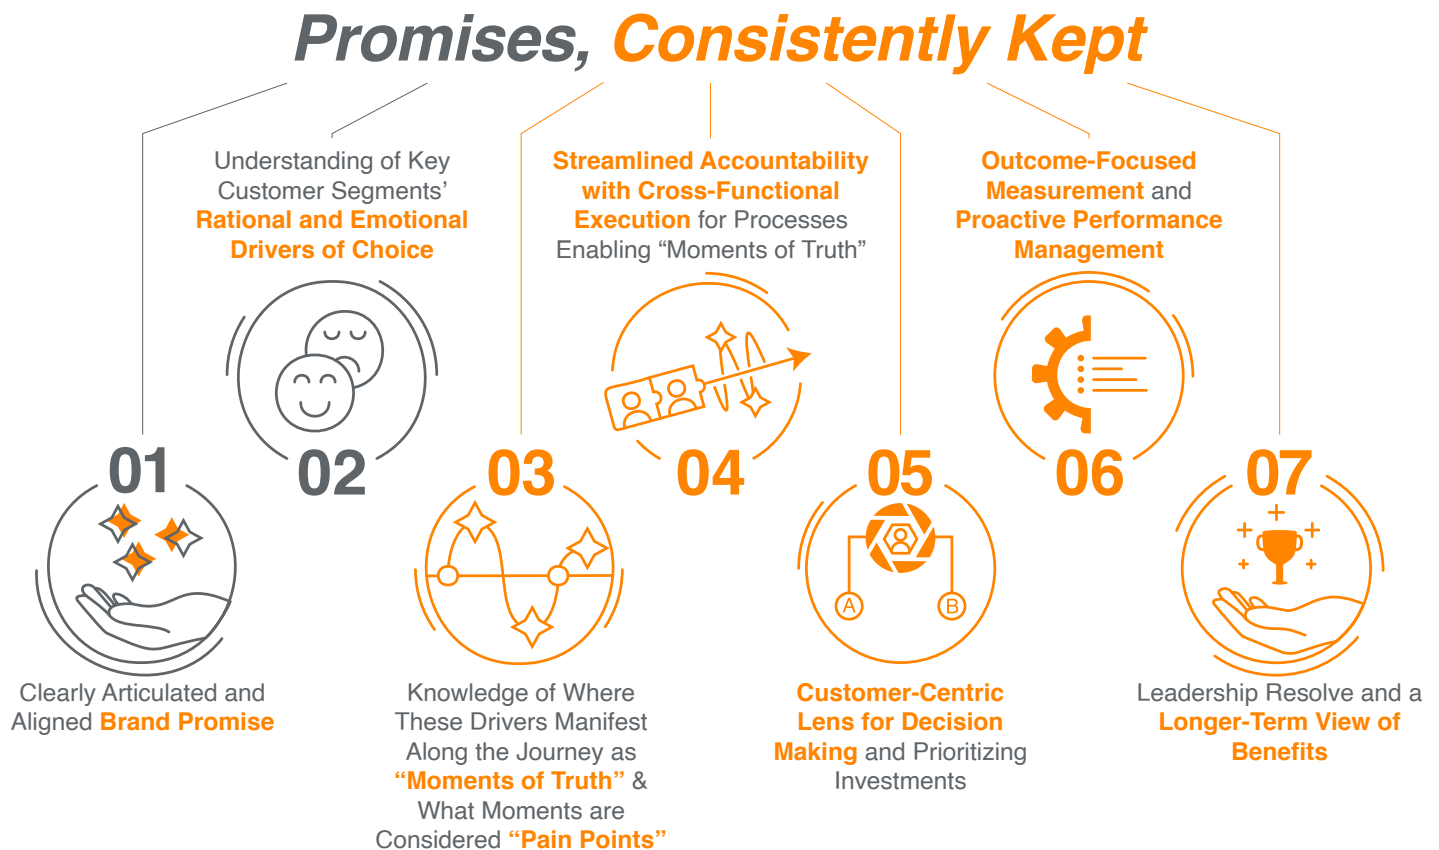 Promises, Consistently Kept
01
Clearly Articulated and
Aligned Brand Promise
Understanding of Key
Customer Segments’
Rational and Emotional
Drivers of Choice
02
03
Knowledge of Where
These Drivers Manifest
Along the Journey as
“Moments of Truth” &
What Moments are
Considered “Pain Points”
Streamlined Accountability
with Cross-Functional
Execution for Processes
Enabling “Moments of Truth”
04
05
A
B
Customer-Centric
Lens for Decision
Making and Prioritizing
Investments
Outcome-Focused
Measurement and
Proactive Performance
Management
06
07
Leadership Resolve and a
Longer-Term View of
Benefits